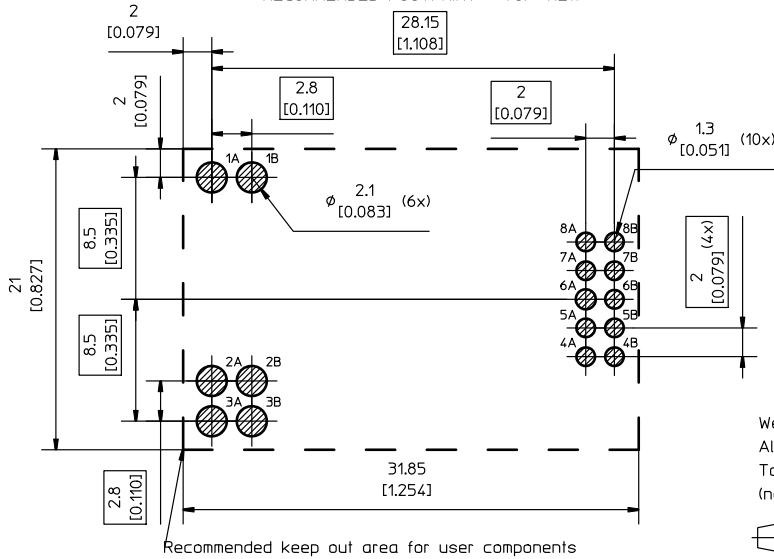 2
[0.079]
28.15
[1.108]
2
[0.079]
2.8
[0.110]
2
[0.079]
ø 1.3 (10x)
[0.051]
1A 1B
ø 2.1 (6x)
[0.083]
8.5
[0.335]
8A 8B
7A 7B
6A 6B
5A 5B
4A 4B
2 (4x)
[0.079]
21
[0.827]
8.5
[0.335]
2A 2B
3A 3B
2.8
[0.110]
31.85
[1.254]
Recommended keep out area for user components